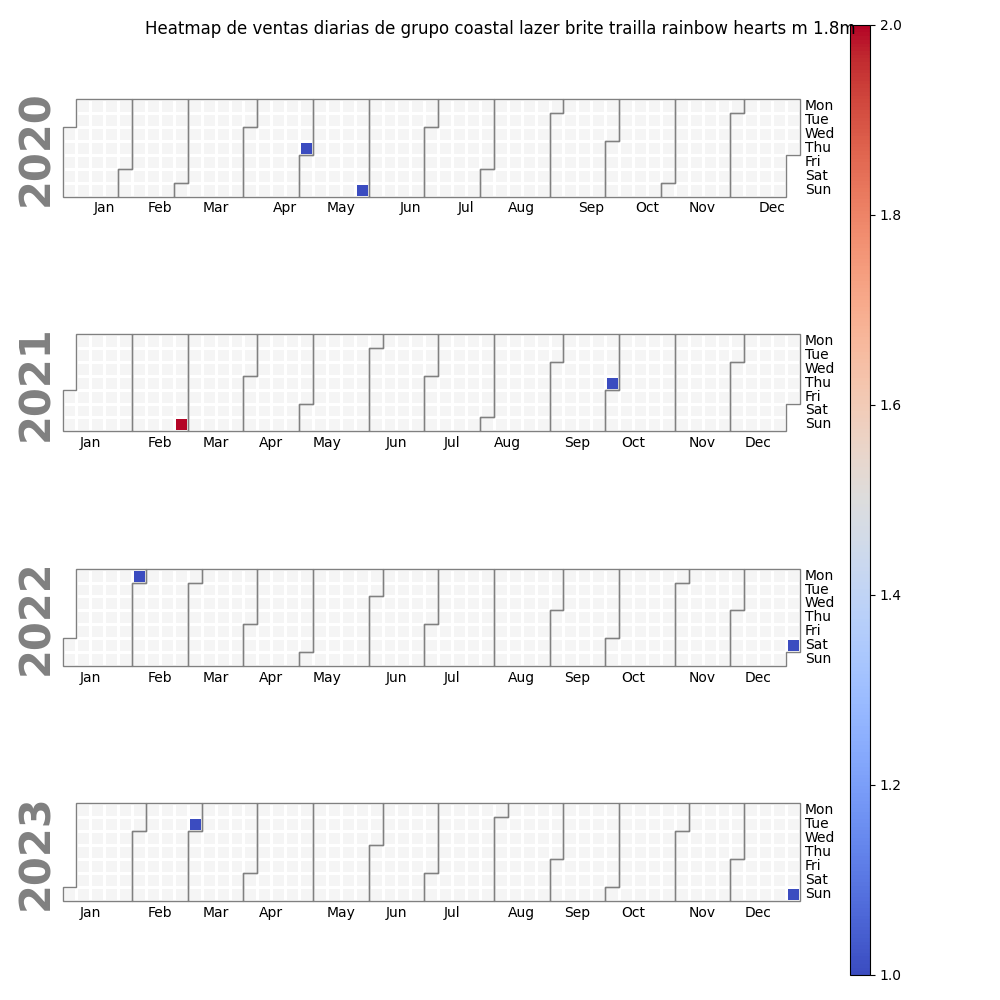 Heatmap de ventas diarias de grupo coastal lazer brite trailla rainbow hearts m 1.8m
2020
Mon
Tue
Wed
Thu
Fri
Sat
Sun
Jan Feb Mar Apr May Jun Jul Aug Sep Oct Nov Dec
2021
Mon
Tue
Wed
Thu
Fri
Sat
Sun
Jan Feb Mar Apr May Jun Jul Aug Sep Oct Nov Dec
2022
Mon
Tue
Wed
Thu
Fri
Sat
Sun
Jan Feb Mar Apr May Jun Jul Aug Sep Oct Nov Dec
2023
Mon
Tue
Wed
Thu
Fri
Sat
Sun
Jan Feb Mar Apr May Jun Jul Aug Sep Oct Nov Dec
2.0
1.8
1.6
1.4
1.2
1.0